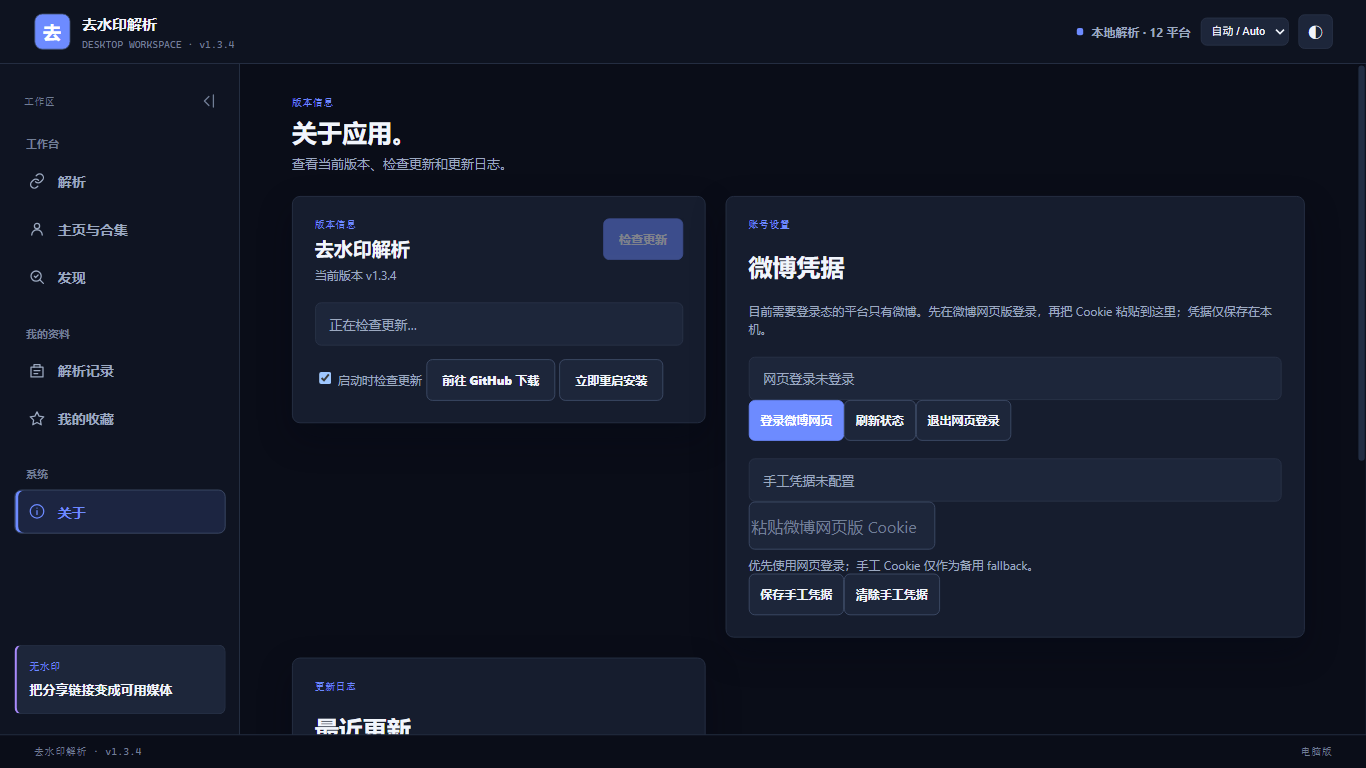 去
去水印解析
DESKTOP WORKSPACE · v1.3.4
本地解析 · 12 平台
自动 / Auto
工作区
工作台
解析
主页与合集
发现
我的资料
解析记录
我的收藏
系统
关于
无水印
把分享链接变成可用媒体
版本信息
关于应用。
查看当前版本、检查更新和更新日志。
版本信息
去水印解析
当前版本 v1.3.4
检查更新
正在检查更新...
启动时检查更新
前往 GitHub 下载
立即重启安装
账号设置
微博凭据
目前需要登录态的平台只有微博。先在微博网页版登录，再把 Cookie 粘贴到这里；凭据仅保存在本
机。
网页登录未登录
登录微博网页
刷新状态
退出网页登录
手工凭据未配置
粘贴微博网页版 Cookie
优先使用网页登录；手工 Cookie 仅作为备用 fallback。
保存手工凭据
清除手工凭据
更新日志
最近更新
去水印解析 · v1.3.4
电脑版